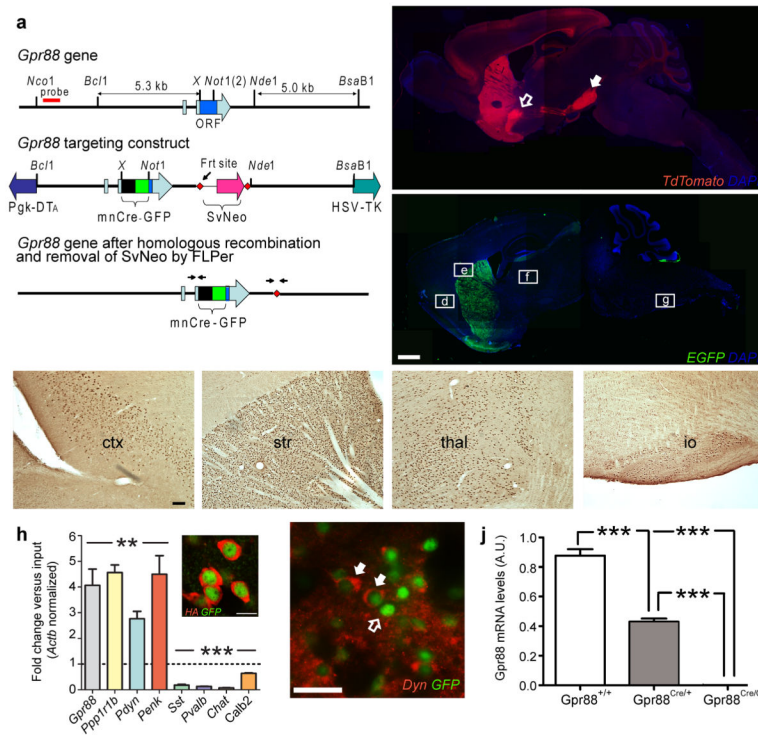 a
Gpr88 gene
Nco1 Bcl1 X Not1(2) Nde1 BsaB1
probe 5.3 kb 5.0 kb
ORF
Gpr88 targeting construct
Bcl1 X Not1 Frt site Nde1 BsaB1
Pgk-DTA mnCre-GFP SvNeo HSV-TK
Gpr88 gene after homologous recombination
and removal of SvNeo by FLPer
mnCre-GFP
TdTomato DAP
e
d
f
g
EGFP DAP
ctx str thal io
h
Fold change versus input
(Actb normalized)
6
5
4
3
2
1
0
** ***
HA GFP
Gpr88 Ppp1r1b Pdyn Penk Sst Pvalb Chat Calb2
Dyn GFP
j
Gpr88 mRNA levels (A.U.)
1.0
0.8
0.6
0.4
0.2
0.0
*** ***
***
Gpr88+/+ Gpr88Cre/+ Gpr88Cre/C